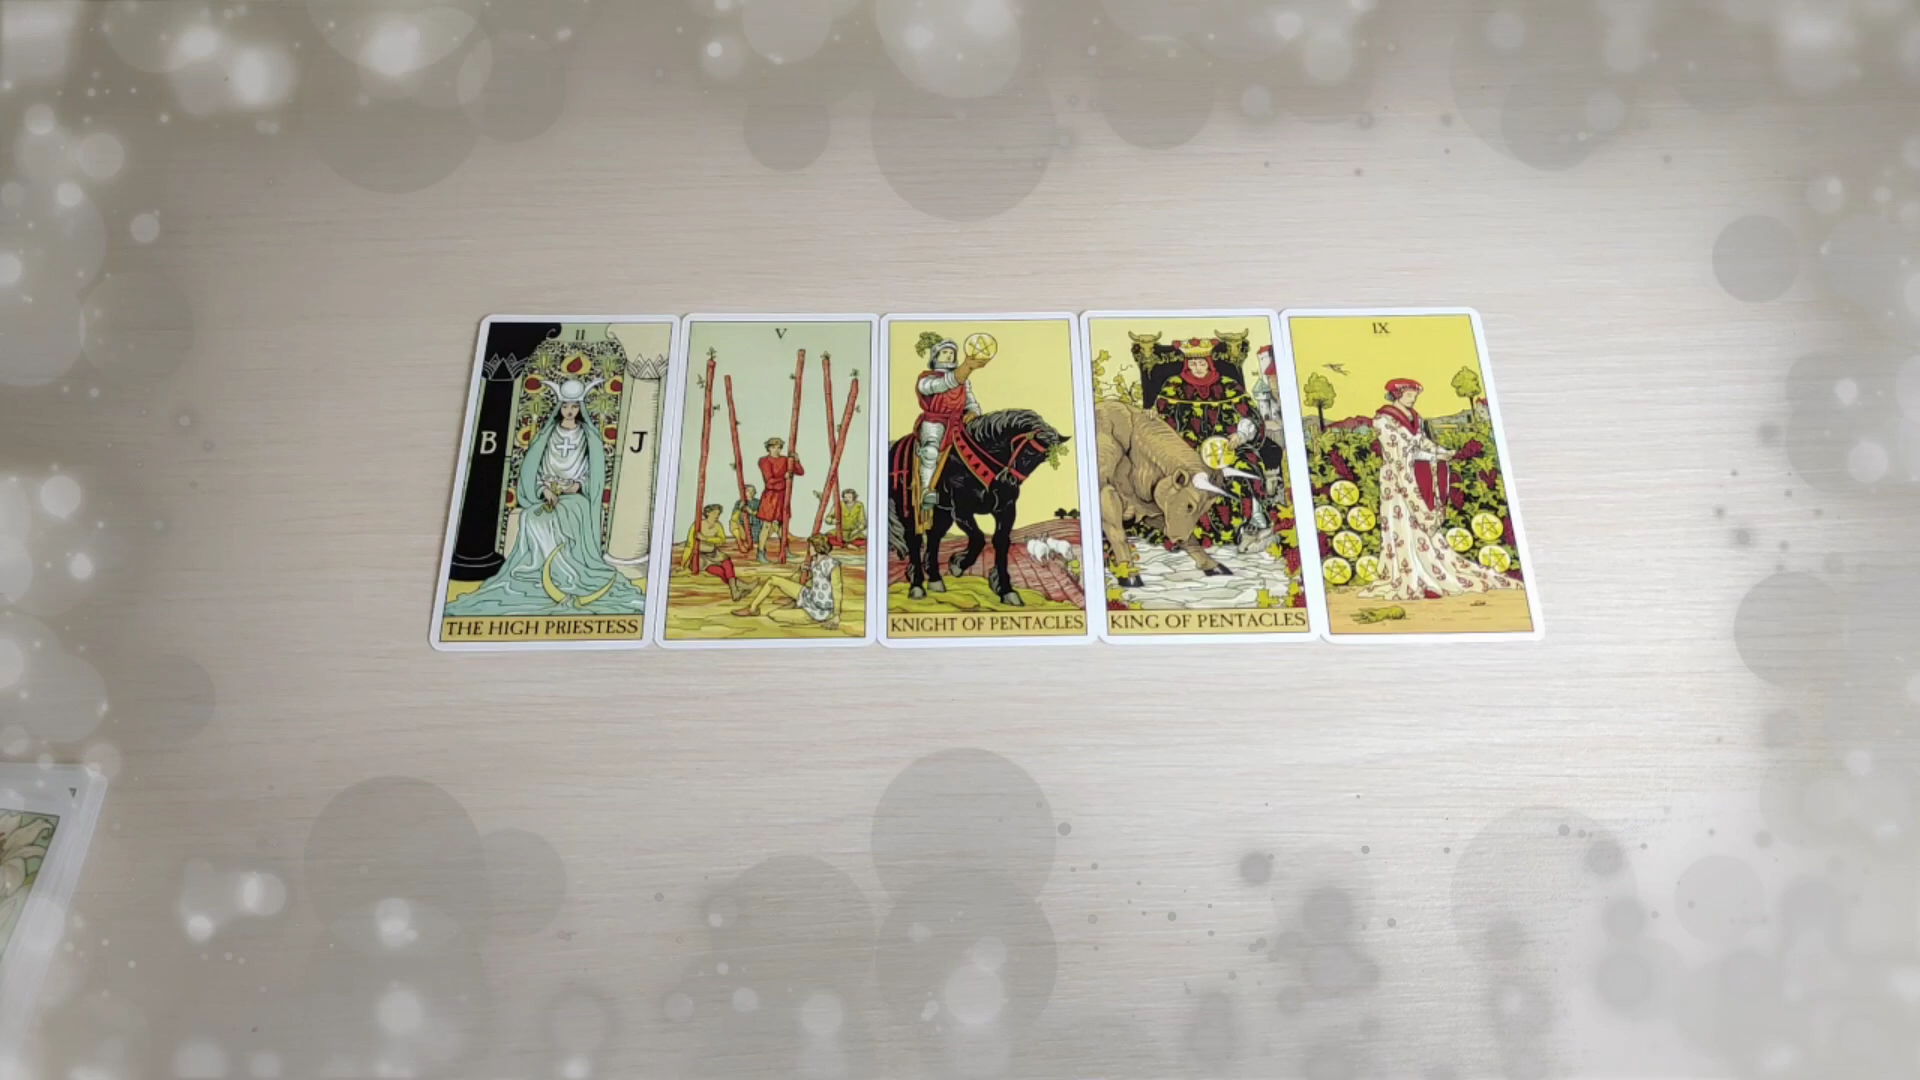 II
B
J
THE HIGH PRIESTESS
V
KNIGHT OF PENTACLES
KING OF PENTACLES
IX